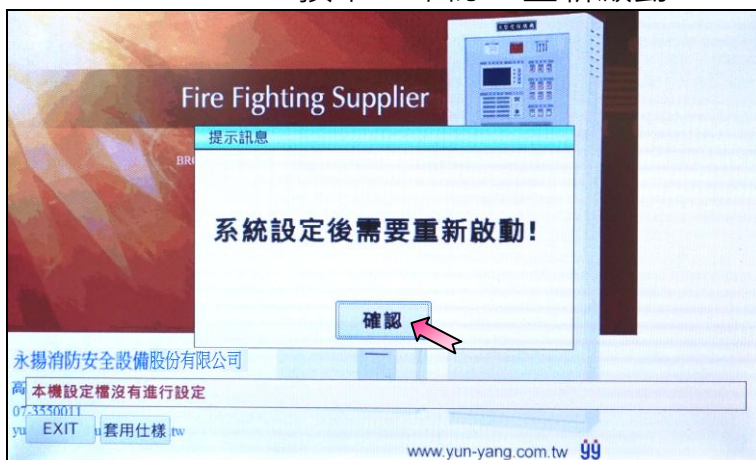 Fire Fighting Supplier
提示訊息
系統設定後需要重新啟動!
確認
永揚消防安全設備股份有限公司
本機設定檔沒有進行設定
07-3550011
EXIT
套用仕樣
www.yun-yang.com.tw